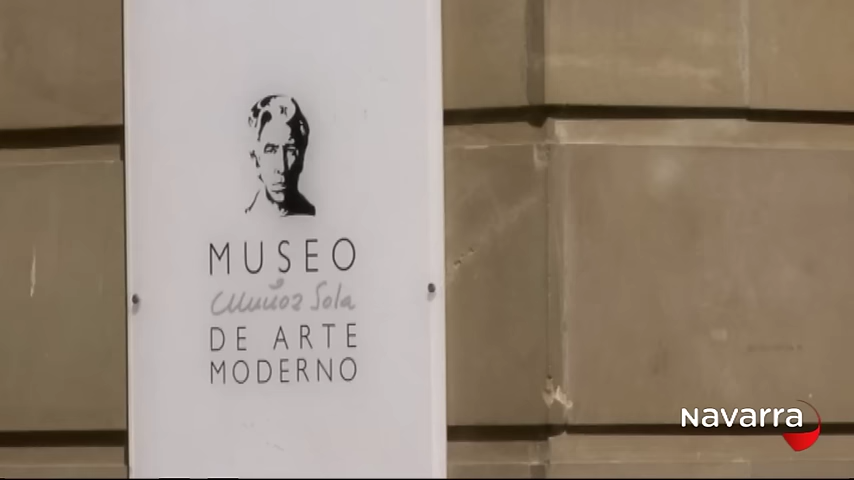 MUSEO
Muñoz Sola
DE ARTE
MODERNO
Navarra